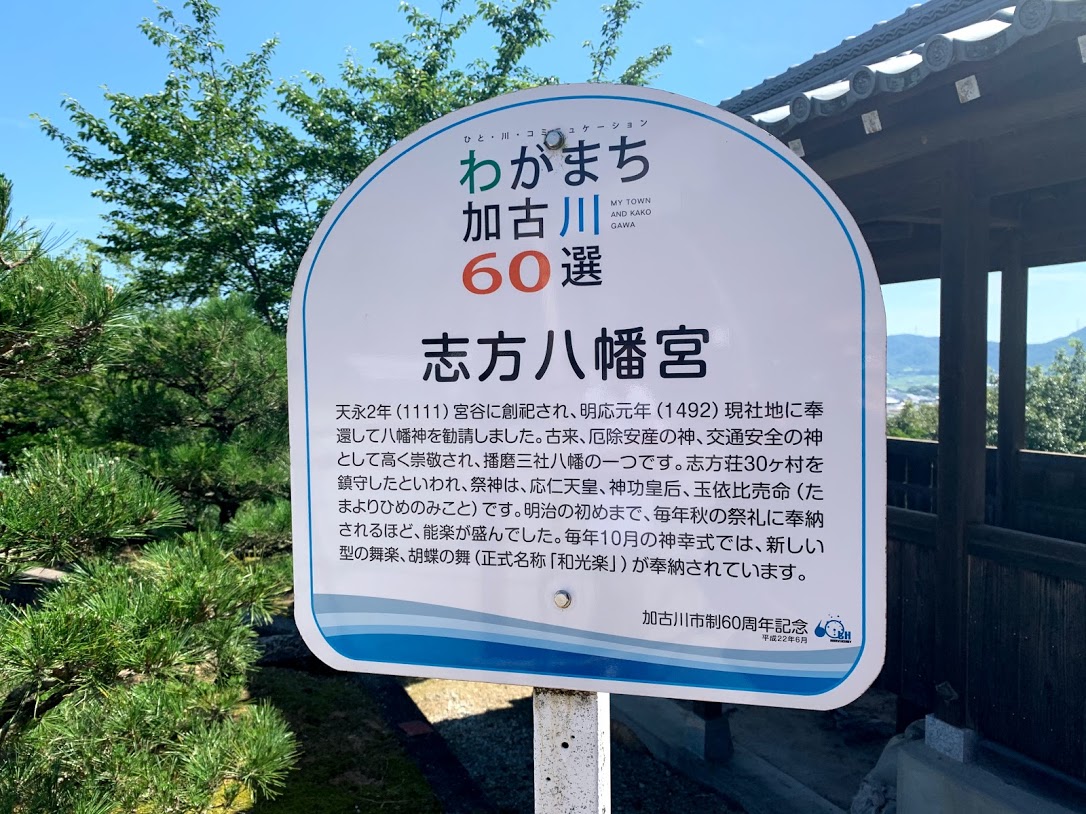 ひと・川・コミュニケーション
わがまち
加古川
MY TOWN
AND KAKO
GAWA
60選
志方八幡宮
天永2年(1111)宮谷に創祀され、明応元年(1492)現社地に奉
還して八幡神を勧請しました。古来、厄除安産の神、交通安全の神
として高く崇敬され、播磨三社八幡の一つです。志方荘30ヶ村を
鎮守したといわれ、祭神は、応仁天皇、神功皇后、玉依比売命(た
まよりひめのみこと)です。明治の初めまで、毎年秋の祭礼に奉納
されるほど、能楽が盛んでした。毎年10月の神幸式では、新しい
型の舞楽、胡蝶の舞(正式名称「和光楽」)が奉納されています。
加古川市制60周年記念
平成22年6月